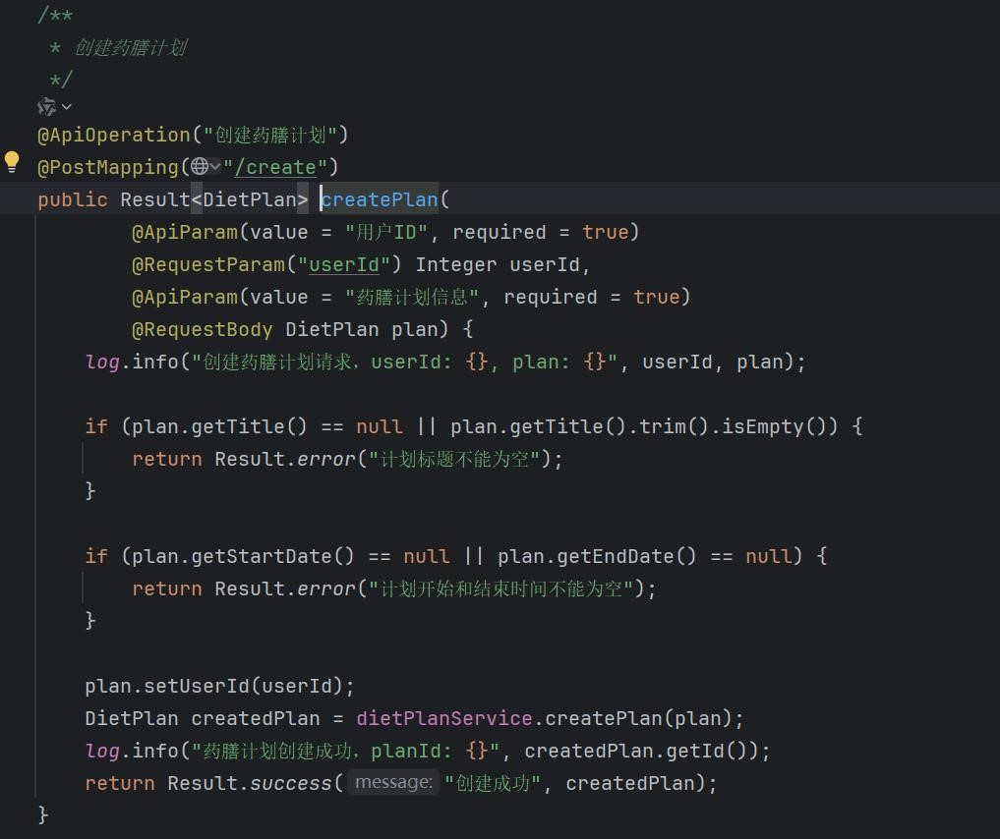 /**
 * 创建药膳计划
 */
@ApiOperation("创建药膳计划")
@PostMapping("/create")
public Result<DietPlan> createPlan(
        @ApiParam(value = "用户ID", required = true)
        @RequestParam("userId") Integer userId,
        @ApiParam(value = "药膳计划信息", required = true)
        @RequestBody DietPlan plan) {
    log.info("创建药膳计划请求，userId: {}, plan: {}", userId, plan);
    if (plan.getTitle() == null || plan.getTitle().trim().isEmpty()) {
        return Result.error("计划标题不能为空");
    }
    if (plan.getStartDate() == null || plan.getEndDate() == null) {
        return Result.error("计划开始和结束时间不能为空");
    }
    plan.setUserId(userId);
    DietPlan createdPlan = dietPlanService.createPlan(plan);
    log.info("药膳计划创建成功，planId: {}", createdPlan.getId());
    return Result.success( message: "创建成功", createdPlan);
}